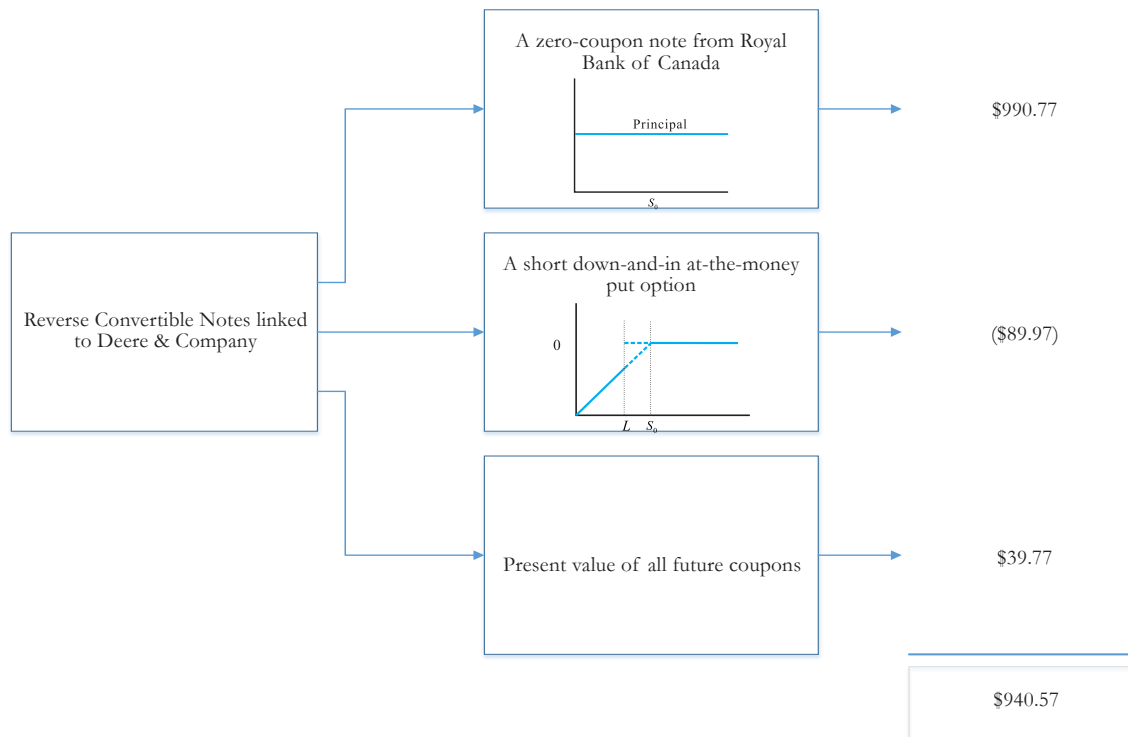 A zero-coupon note from Royal
Bank of Canada
Principal
S₀
$990.77
Reverse Convertible Notes linked
to Deere & Company
A short down-and-in at-the-money
put option
0
L S₀
($89.97)
Present value of all future coupons
$39.77
$940.57